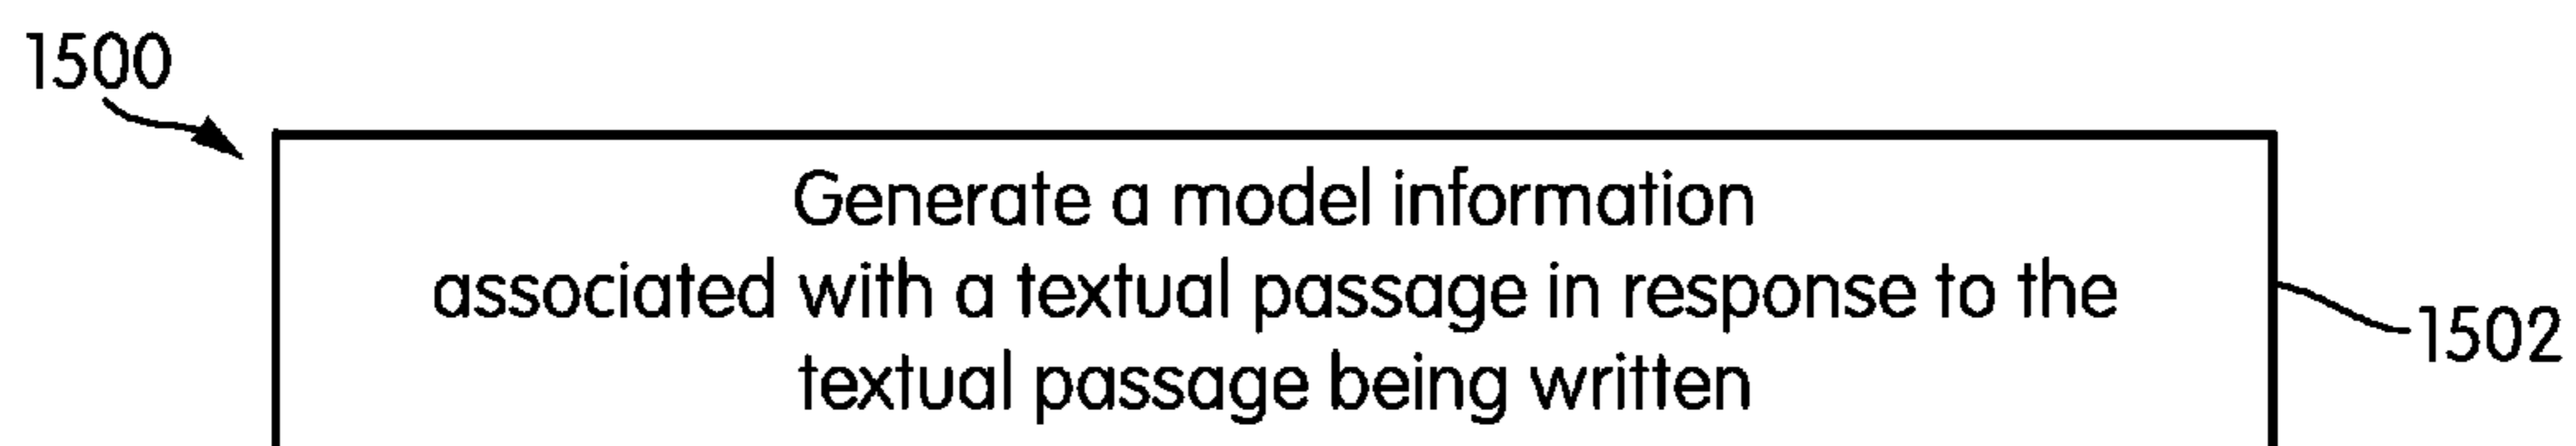 1500
Generate a model information
associated with a textual passage in response to the
textual passage being written
1502